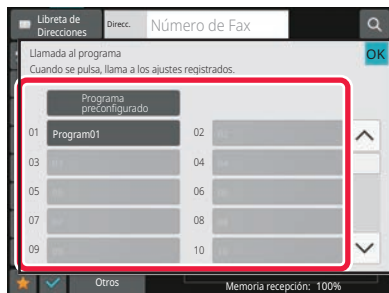 Libreta de
Direcciones
Direcc.
Número de Fax
Llamada al programa
OK
Cuando se pulsa, llama a los ajustes registrados.
Programa
preconfigurado
01 Program01 02
03 04
05 06
07 08
09 10
Otros
Memoria recepción: 100%